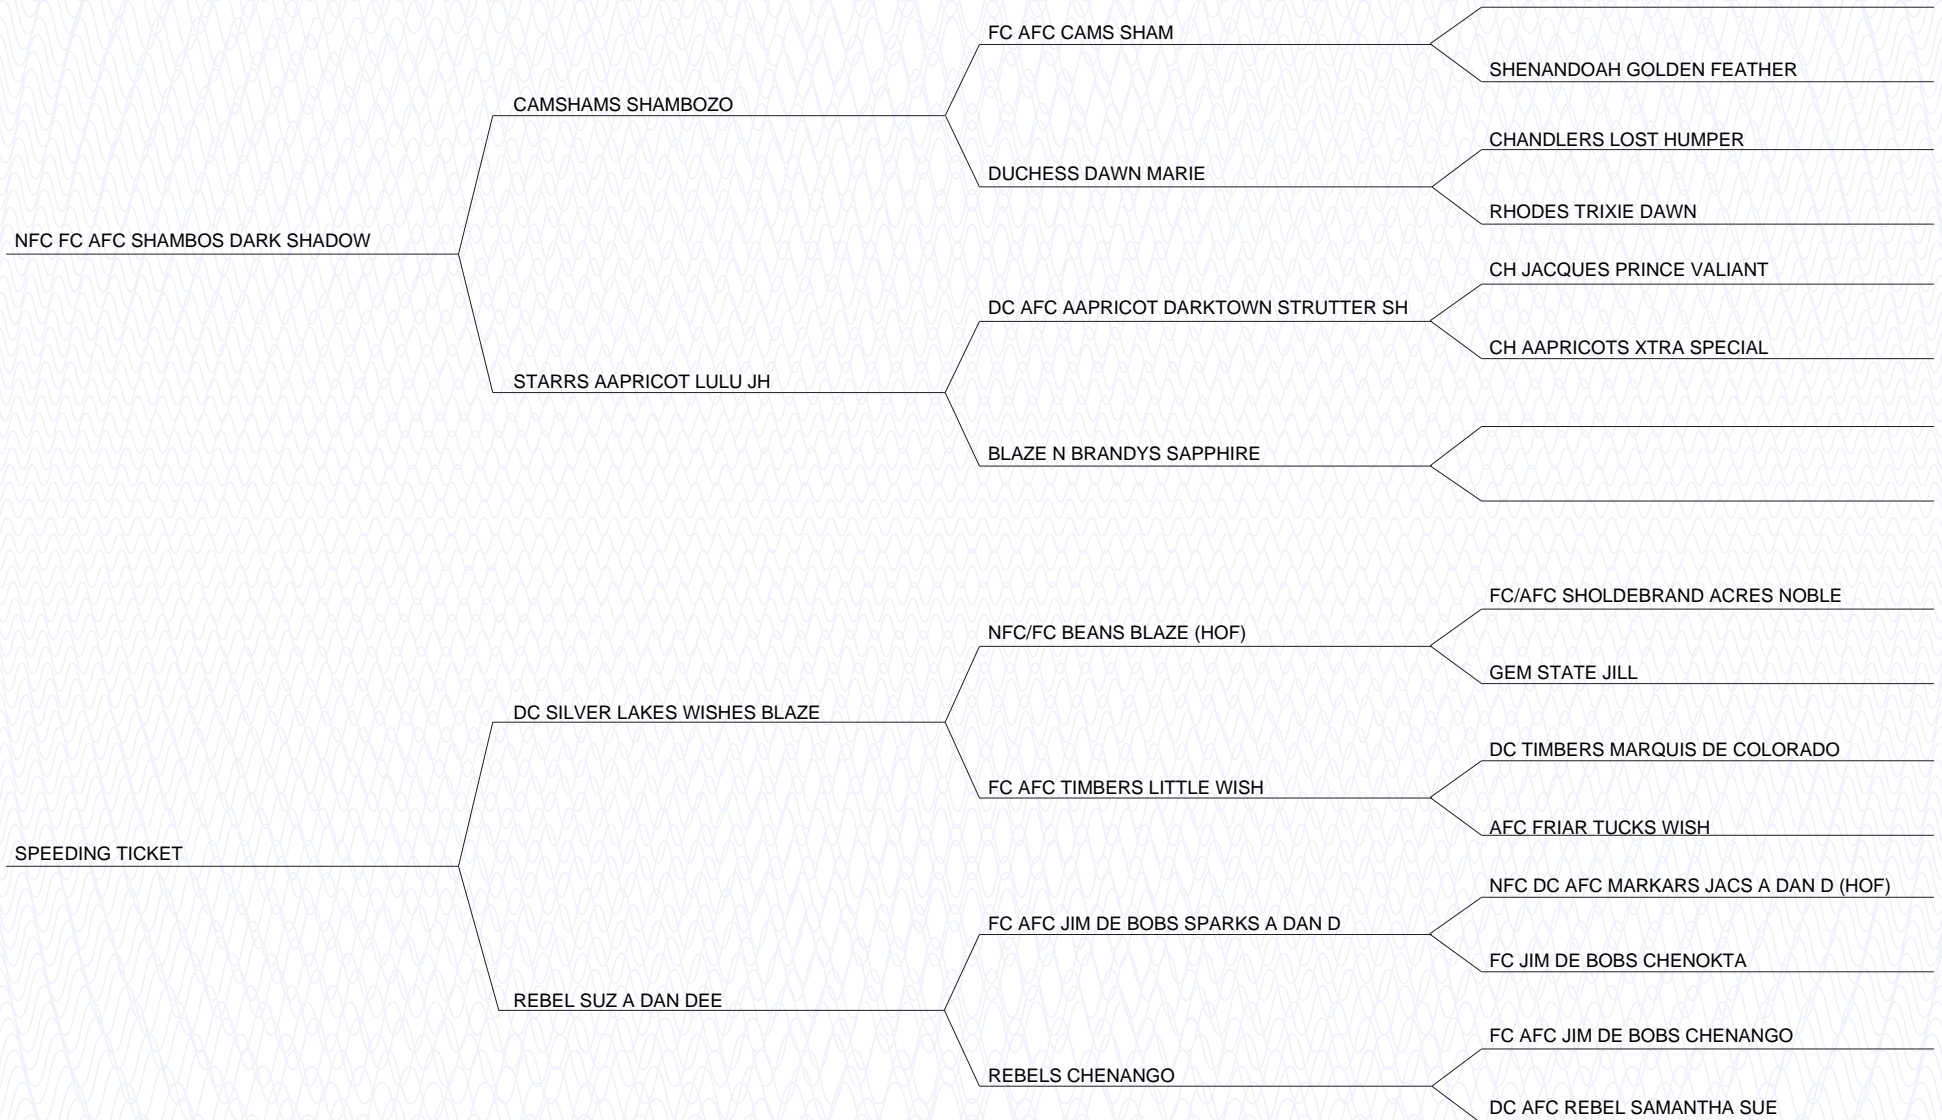 FC AFC CAMS SHAM
SHENANDOAH GOLDEN FEATHER
CAMSHAMS SHAMBOZO
CHANDLERS LOST HUMPER
DUCHESS DAWN MARIE
RHODES TRIXIE DAWN
NFC FC AFC SHAMBOS DARK SHADOW
CH JACQUES PRINCE VALIANT
DC AFC AAPRICOT DARKTOWN STRUTTER SH
CH AAPRICOTS XTRA SPECIAL
STARRS AAPRICOT LULU JH
BLAZE N BRANDYS SAPPHIRE
FC/AFC SHOLDEBRAND ACRES NOBLE
NFC/FC BEANS BLAZE (HOF)
GEM STATE JILL
DC SILVER LAKES WISHES BLAZE
DC TIMBERS MARQUIS DE COLORADO
FC AFC TIMBERS LITTLE WISH
AFC FRIAR TUCKS WISH
SPEEDING TICKET
NFC DC AFC MARKARS JACS A DAN D (HOF)
FC AFC JIM DE BOBS SPARKS A DAN D
FC JIM DE BOBS CHENOKTA
REBEL SUZ A DAN DEE
FC AFC JIM DE BOBS CHENANGO
REBELS CHENANGO
DC AFC REBEL SAMANTHA SUE